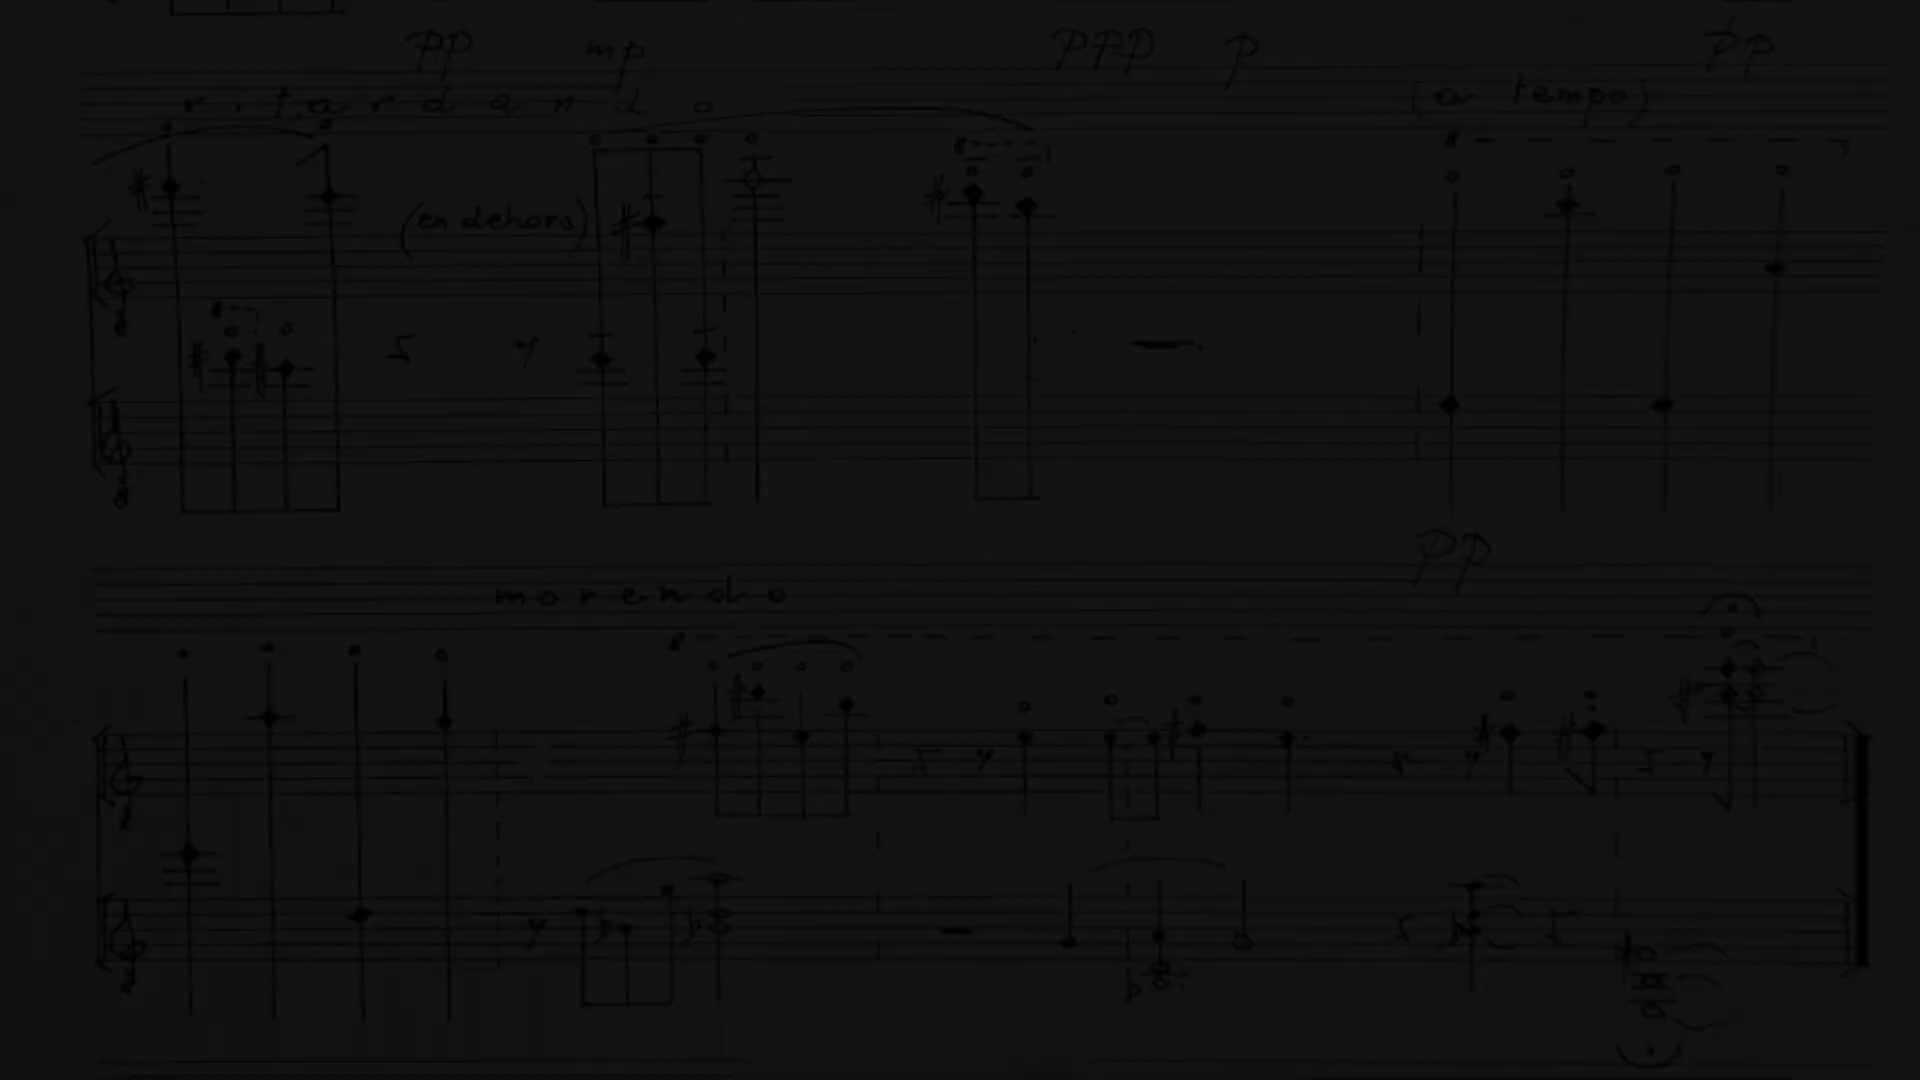 pp mp ppp p pp
ritardando (a tempo)
(en dehors)
pp
morendo